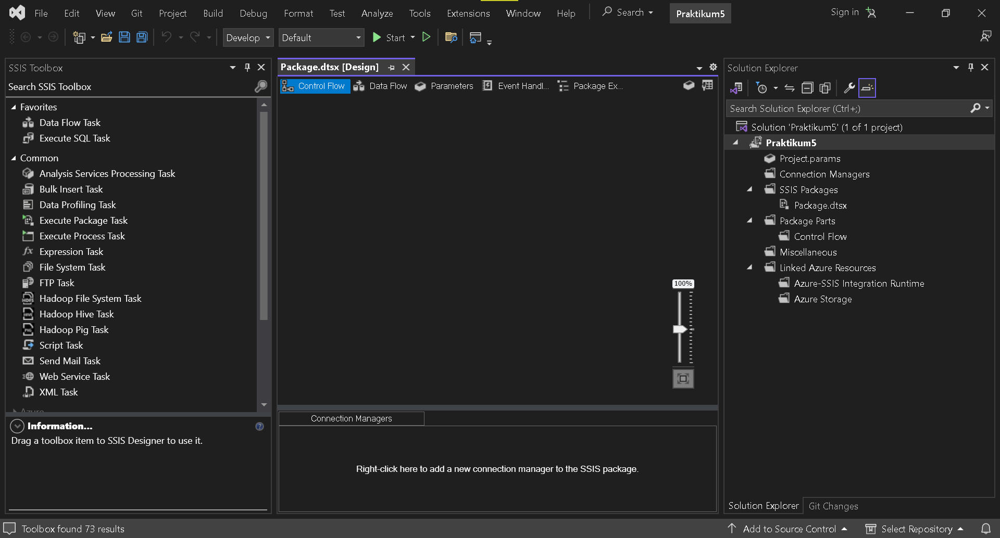 File Edit View Git Project Build Debug Format Test Analyze Tools Extensions Window Help Search Praktikum5 Sign in
Develop Default Start
SSIS Toolbox
Search SSIS Toolbox
Favorites
Data Flow Task
Execute SQL Task
Common
Analysis Services Processing Task
Bulk Insert Task
Data Profiling Task
Execute Package Task
Execute Process Task
Expression Task
File System Task
FTP Task
Hadoop File System Task
Hadoop Hive Task
Hadoop Pig Task
Script Task
Send Mail Task
Web Service Task
XML Task
Azure
Information...
Drag a toolbox item to SSIS Designer to use it.
Package.dtsx [Design]
Control Flow Data Flow Parameters Event Handl... Package Ex...
100%
Connection Managers
Right-click here to add a new connection manager to the SSIS package.
Solution Explorer
Search Solution Explorer (Ctrl+;)
Solution 'Praktikum5' (1 of 1 project)
Praktikum5
Project.params
Connection Managers
SSIS Packages
Package.dtsx
Package Parts
Control Flow
Miscellaneous
Linked Azure Resources
Azure-SSIS Integration Runtime
Azure Storage
Solution Explorer Git Changes
Toolbox found 73 results
Add to Source Control Select Repository